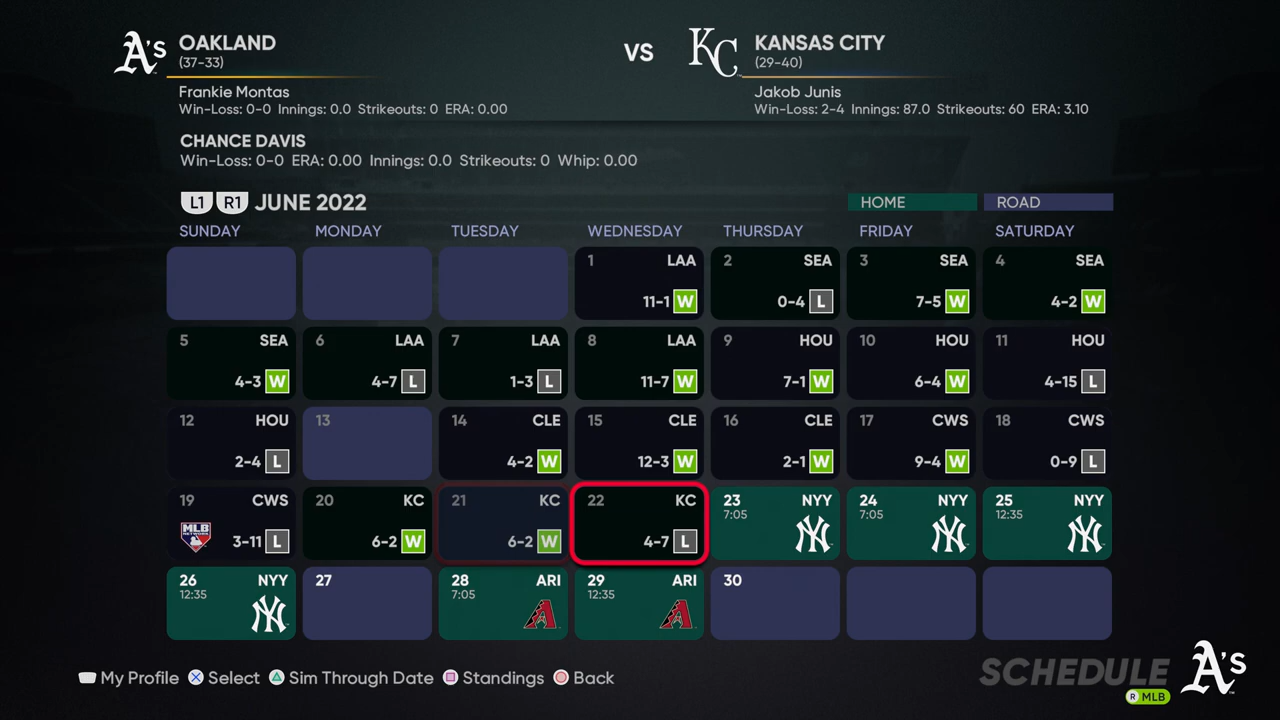 A's OAKLAND VS KC KANSAS CITY
(37-33) (29-40)
Frankie Montas Jakob Junis
Win-Loss: 0-0 Innings: 0.0 Strikeouts: 0 ERA: 0.00 Win-Loss: 2-4 Innings: 87.0 Strikeouts: 60 ERA: 3.10
CHANCE DAVIS
Win-Loss: 0-0 ERA: 0.00 Innings: 0.0 Strikeouts: 0 Whip: 0.00
L1 R1 JUNE 2022 HOME ROAD
SUNDAY MONDAY TUESDAY WEDNESDAY THURSDAY FRIDAY SATURDAY
1 LAA 2 SEA 3 SEA 4 SEA
11-1 W 0-4 L 7-5 W 4-2 W
5 SEA 6 LAA 7 LAA 8 LAA 9 HOU 10 HOU 11 HOU
4-3 W 4-7 L 1-3 L 11-7 W 7-1 W 6-4 W 4-15 L
12 HOU 13 14 CLE 15 CLE 16 CLE 17 CWS 18 CWS
2-4 L 4-2 W 12-3 W 2-1 W 9-4 W 0-9 L
19 CWS 20 KC 21 KC 22 KC 23 NYY 24 NYY 25 NYY
7:05 7:05 12:35
MLB NETWORK 3-11 L 6-2 W 6-2 W 4-7 L NY NY NY
26 NYY 27 28 ARI 29 ARI 30
12:35 7:05 12:35
NY A A
My Profile Select Sim Through Date Standings Back
SCHEDULE A's
R MLB